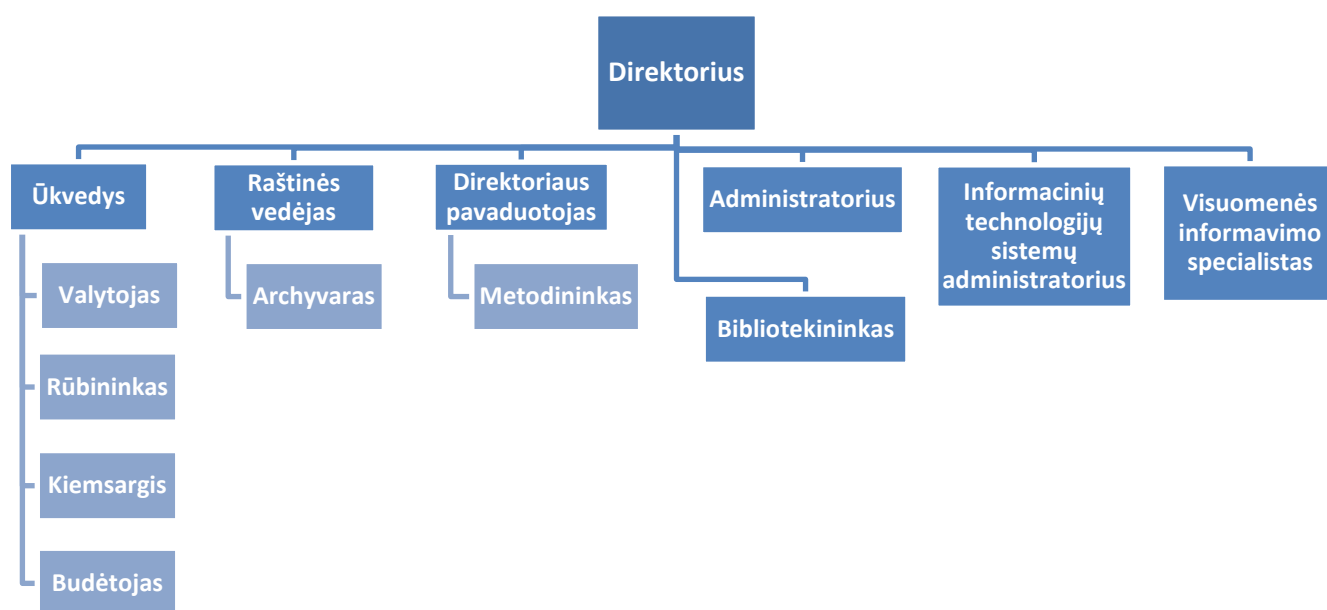 Direktorius
Ūkvedys
Raštinės
vedėjas
Direktoriaus
pavaduotojas
Administratorius
Informacinių
technologijų
sistemų
administratorius
Visuomenės
informavimo
specialistas
Valytojas
Archyvaras
Metodininkas
Bibliotekininkas
Rūbininkas
Kiemsargis
Budėtojas